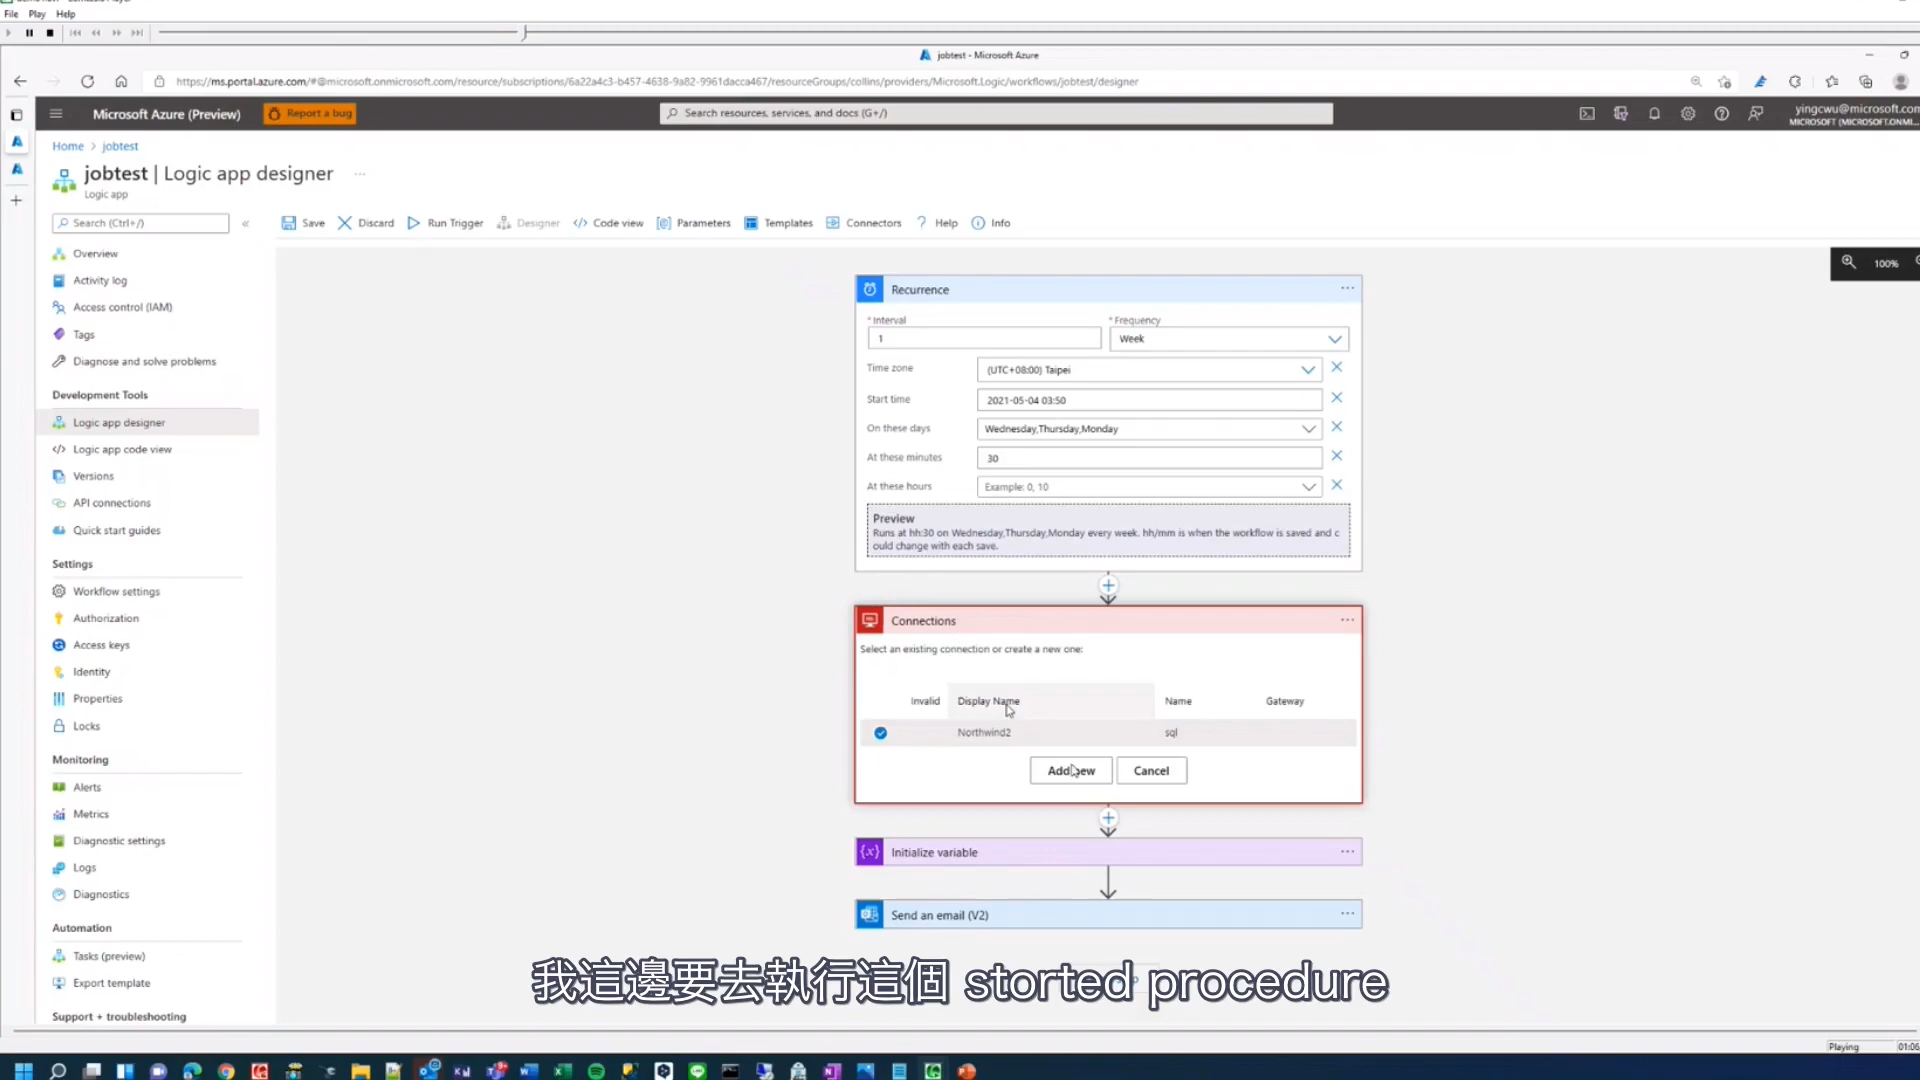 File Play Help
jobtest - Microsoft Azure
https://ms.portal.azure.com/#@microsoft.onmicrosoft.com/resource/subscriptions/6a22a4c3-b457-4638-9a82-9961dacca467/resourceGroups/collins/providers/Microsoft.Logic/workflows/jobtest/designer
Microsoft Azure (Preview)
Report a bug
Search resources, services, and docs (G+/)
yingcwu@microsoft.com
MICROSOFT (MICROSOFT.ONMI...
Home > jobtest
jobtest | Logic app designer ...
Logic app
Search (Ctrl+/) «
Save Discard Run Trigger Designer Code view Parameters Templates Connectors Help Info
Overview
Activity log
Access control (IAM)
Tags
Diagnose and solve problems
Development Tools
Logic app designer
Logic app code view
Versions
API connections
Quick start guides
Settings
Workflow settings
Authorization
Access keys
Identity
Properties
Locks
Monitoring
Alerts
Metrics
Diagnostic settings
Logs
Diagnostics
Automation
Tasks (preview)
Export template
Support + troubleshooting
100%
Recurrence
* Interval * Frequency
1 Week
Time zone (UTC+08:00) Taipei
Start time 2021-05-04 03:50
On these days Wednesday,Thursday,Monday
At these minutes 30
At these hours Example: 0, 10
Preview
Runs at hh:30 on Wednesday,Thursday,Monday every week. hh/mm is when the workflow is saved and c
ould change with each save.
Connections
Select an existing connection or create a new one:
Invalid Display Name Name Gateway
Northwind2 sql
Add new Cancel
Initialize variable
Send an email (V2)
我這邊要去執行這個 storted procedure
Playing 01:06